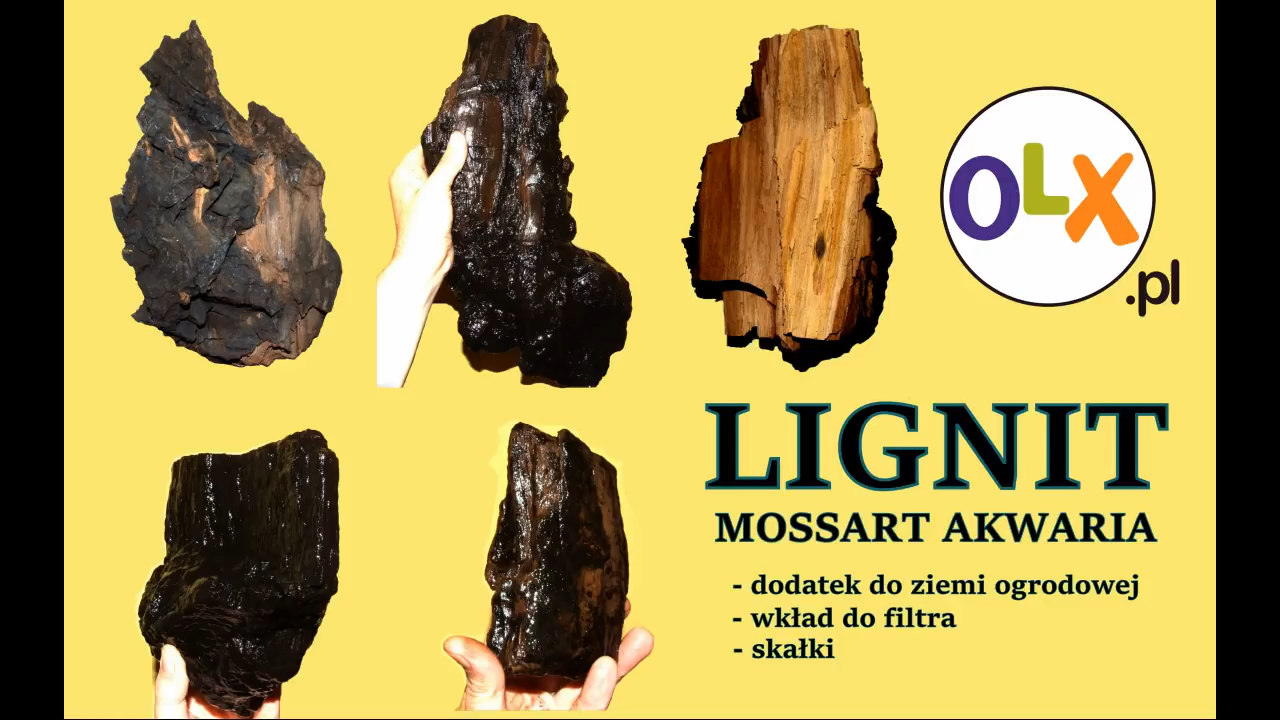 OLX
.pl
LIGNIT
MOSSART AKWARIA
- dodatek do ziemi ogrodowej
- wkład do filtra
- skałki